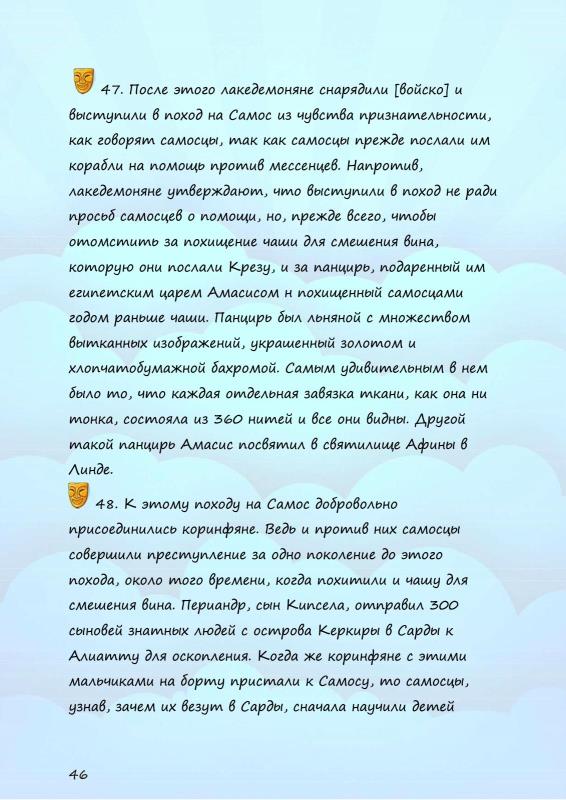 47. После этого лакедемоняне снарядили [войско] и
выступили в поход на Самос из чувства признательности,
как говорят самосцы, так как самосцы прежде послали им
корабли на помощь против мессенцев. Напротив,
лакедемоняне утверждают, что выступили в поход не ради
просьб самосцев о помощи, но, прежде всего, чтобы
отомстить за похищение чаши для смешения вина,
которую они послали Крезу, и за панцирь, подаренный им
египетским царем Амасисом н похищенный самосцами
годом раньше чаши. Панцирь был льняной с множеством
вытканных изображений, украшенный золотом и
хлопчатобумажной бахромой. Самым удивительным в нем
было то, что каждая отдельная завязка ткани, как она ни
тонка, состояла из 360 нитей и все они видны. Другой
такой панцирь Амасис посвятил в святилище Афины в
Линде.
48. К этому походу на Самос добровольно
присоединились коринфяне. Ведь и против них самосцы
совершили преступление за одно поколение до этого
похода, около того времени, когда похитили и чашу для
смешения вина. Периандр, сын Кипсела, отправил 300
сыновей знатных людей с острова Керкиры в Сарды к
Алиатту для оскопления. Когда же коринфяне с этими
мальчиками на борту пристали к Самосу, то самосцы,
узнав, зачем их везут в Сарды, сначала научили детей
46